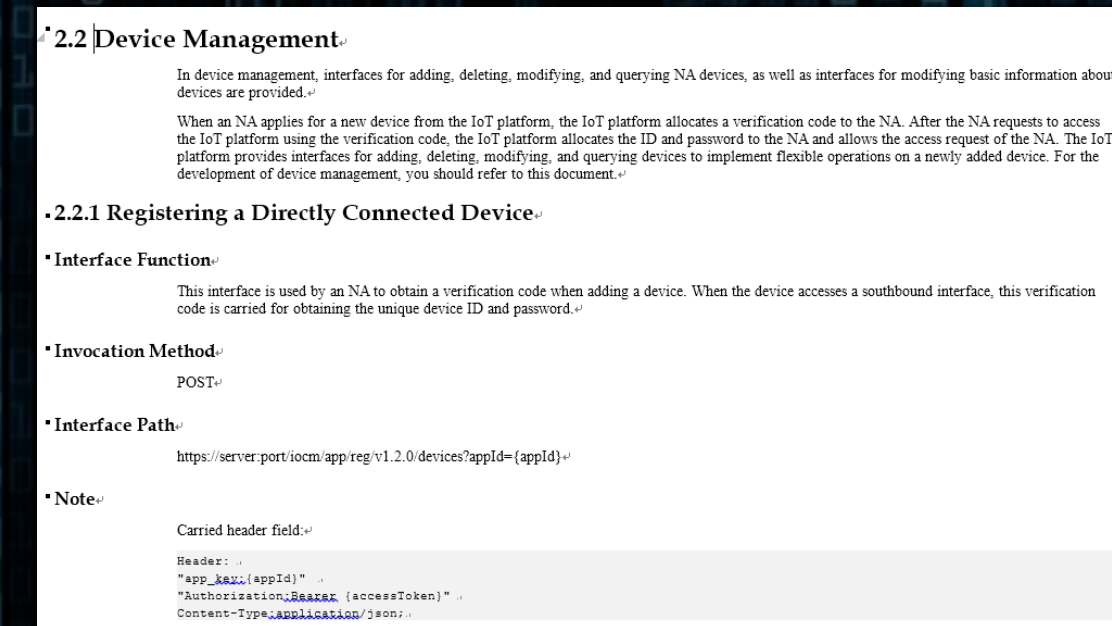 2.2 Device Management
In device management, interfaces for adding, deleting, modifying, and querying NA devices, as well as interfaces for modifying basic information about
devices are provided.
When an NA applies for a new device from the IoT platform, the IoT platform allocates a verification code to the NA. After the NA requests to access
the IoT platform using the verification code, the IoT platform allocates the ID and password to the NA and allows the access request of the NA. The IoT
platform provides interfaces for adding, deleting, modifying, and querying devices to implement flexible operations on a newly added device. For the
development of device management, you should refer to this document.
2.2.1 Registering a Directly Connected Device
Interface Function
This interface is used by an NA to obtain a verification code when adding a device. When the device accesses a southbound interface, this verification
code is carried for obtaining the unique device ID and password.
Invocation Method
POST
Interface Path
https://server:port/iocm/app/reg/v1.2.0/devices?appId={appId}
Note
Carried header field:
Header:
"app_key:{appId}"
"Authorization:Bearer {accessToken}"
Content-Type:application/json;